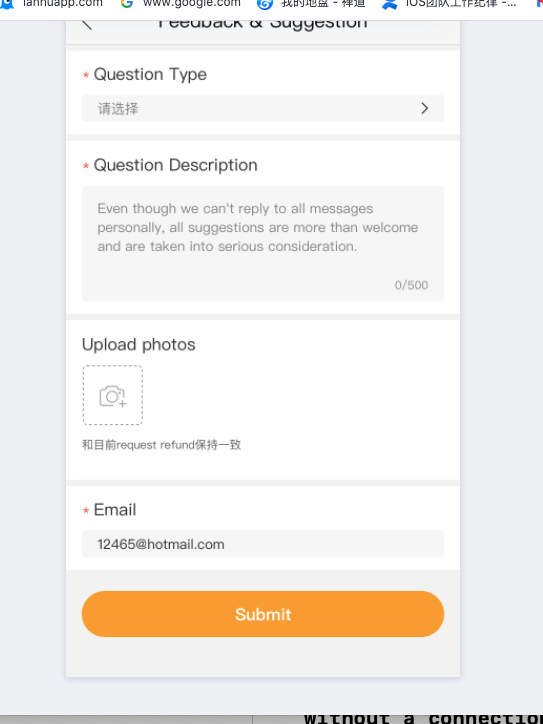 lanhuapp.com www.google.com 我的地盘 - 禅道 iOS团队工作纪律 -...
Feedback & Suggestion
* Question Type
请选择
* Question Description
Even though we can't reply to all messages
personally, all suggestions are more than welcome
and are taken into serious consideration.
0/500
Upload photos
和目前request refund保持一致
* Email
12465@hotmail.com
Submit
without a connection